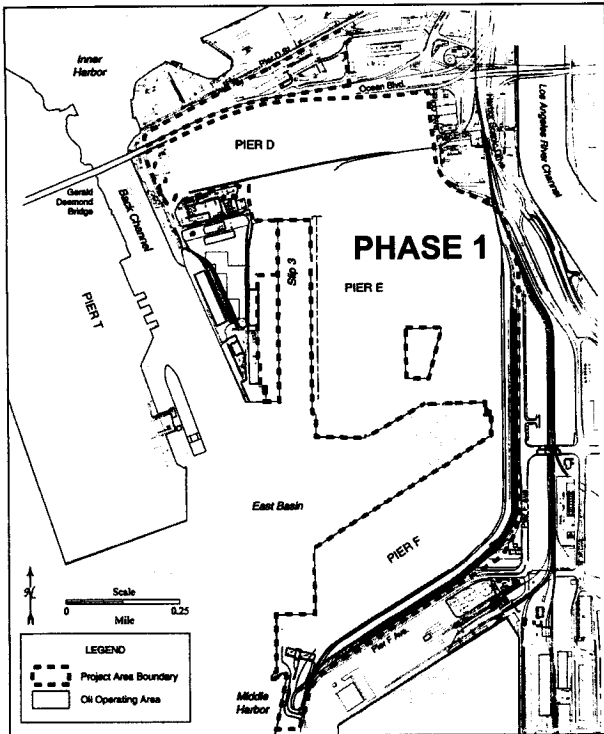 Inner
Harbor
Pier D St.
Ocean Blvd.
PIER D
Los Angeles River Channel
Gerald
Desmond
Bridge
Back Channel
PHASE 1
Slip 3
PIER E
PIER T
East Basin
PIER F
Pier F Ave.
Scale
0 0.25
Mile
LEGEND
Project Area Boundary
Oil Operating Area
Middle
Harbor